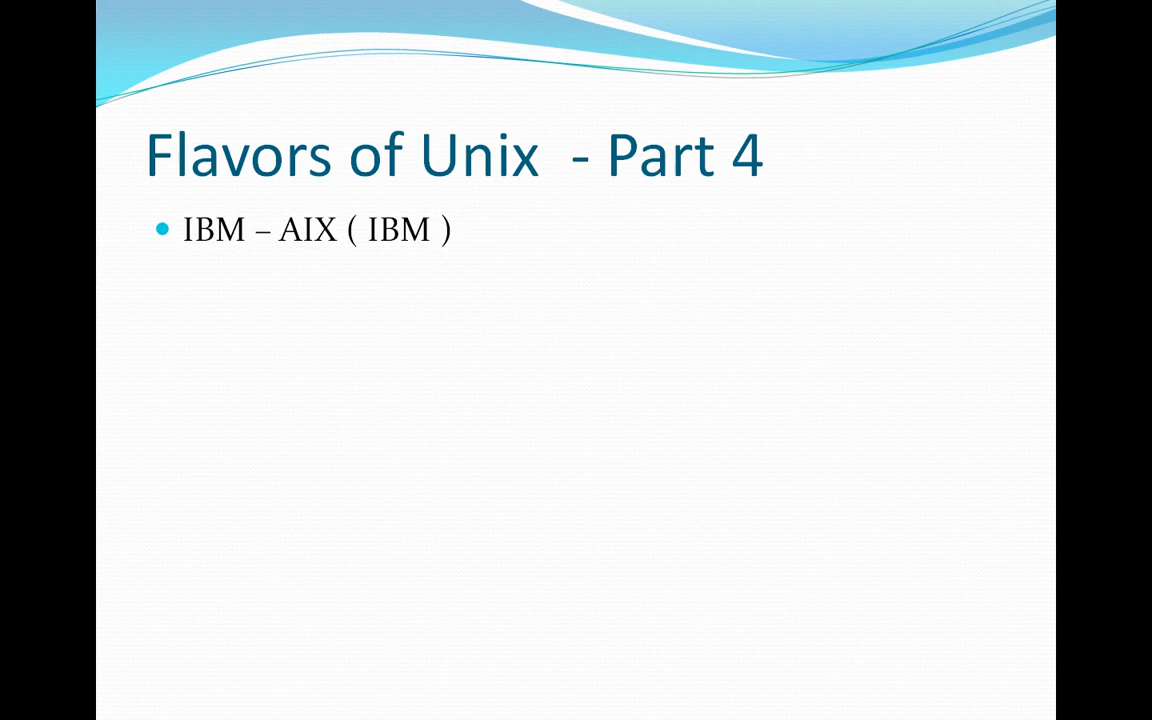 Flavors of Unix - Part 4
IBM – AIX ( IBM )